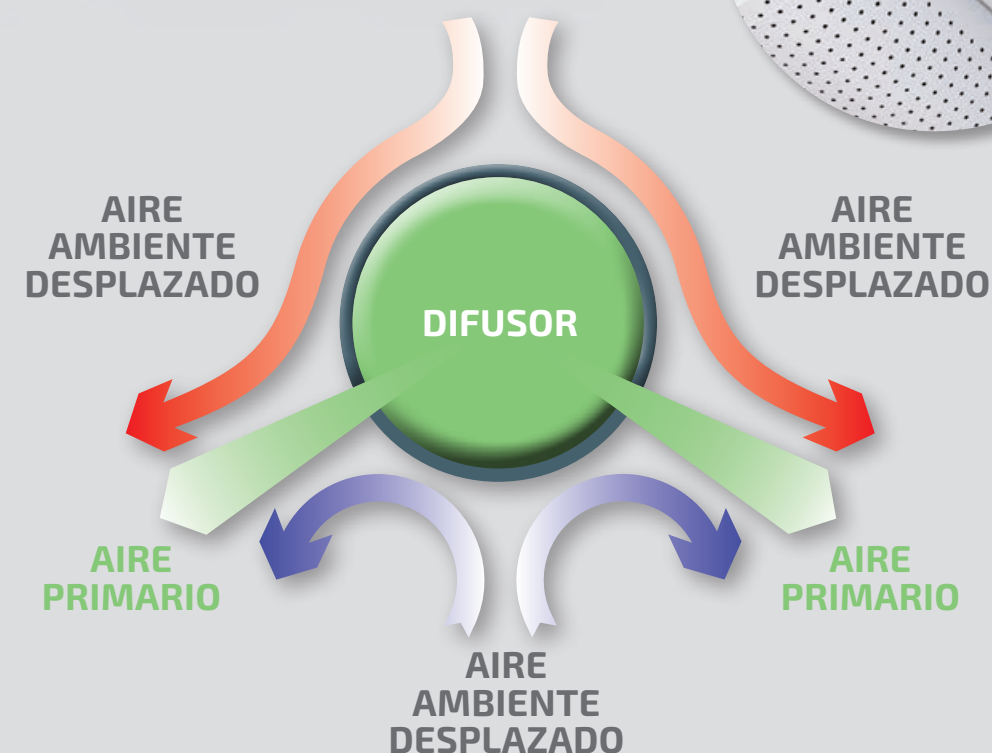 AIRE
AMBIENTE
DESPLAZADO
AIRE
AMBIENTE
DESPLAZADO
DIFUSOR
AIRE
PRIMARIO
AIRE
PRIMARIO
AIRE
AMBIENTE
DESPLAZADO